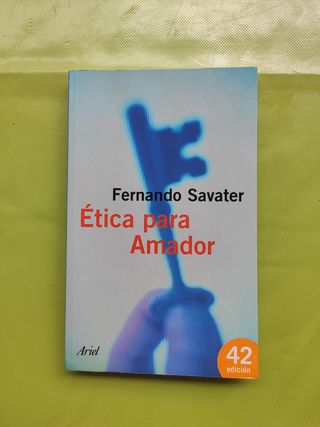 Fernando Savater
Ética para
Amador
Ariel
42
edición